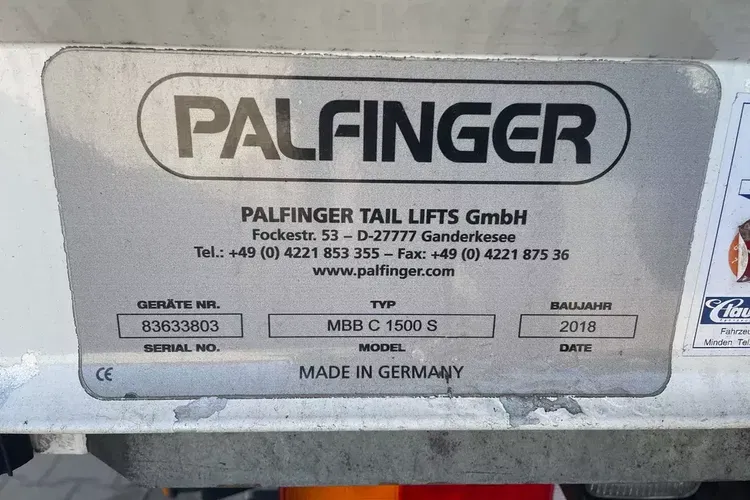 PALFINGER
PALFINGER TAIL LIFTS GmbH
Fockestr. 53 – D-27777 Ganderkesee
Tel.: +49 (0) 4221 853 355 – Fax: +49 (0) 4221 875 36
www.palfinger.com
GERÄTE NR. TYP BAUJAHR
83633803 MBB C 1500 S 2018
SERIAL NO. MODEL DATE
CE MADE IN GERMANY
Minden Tel.